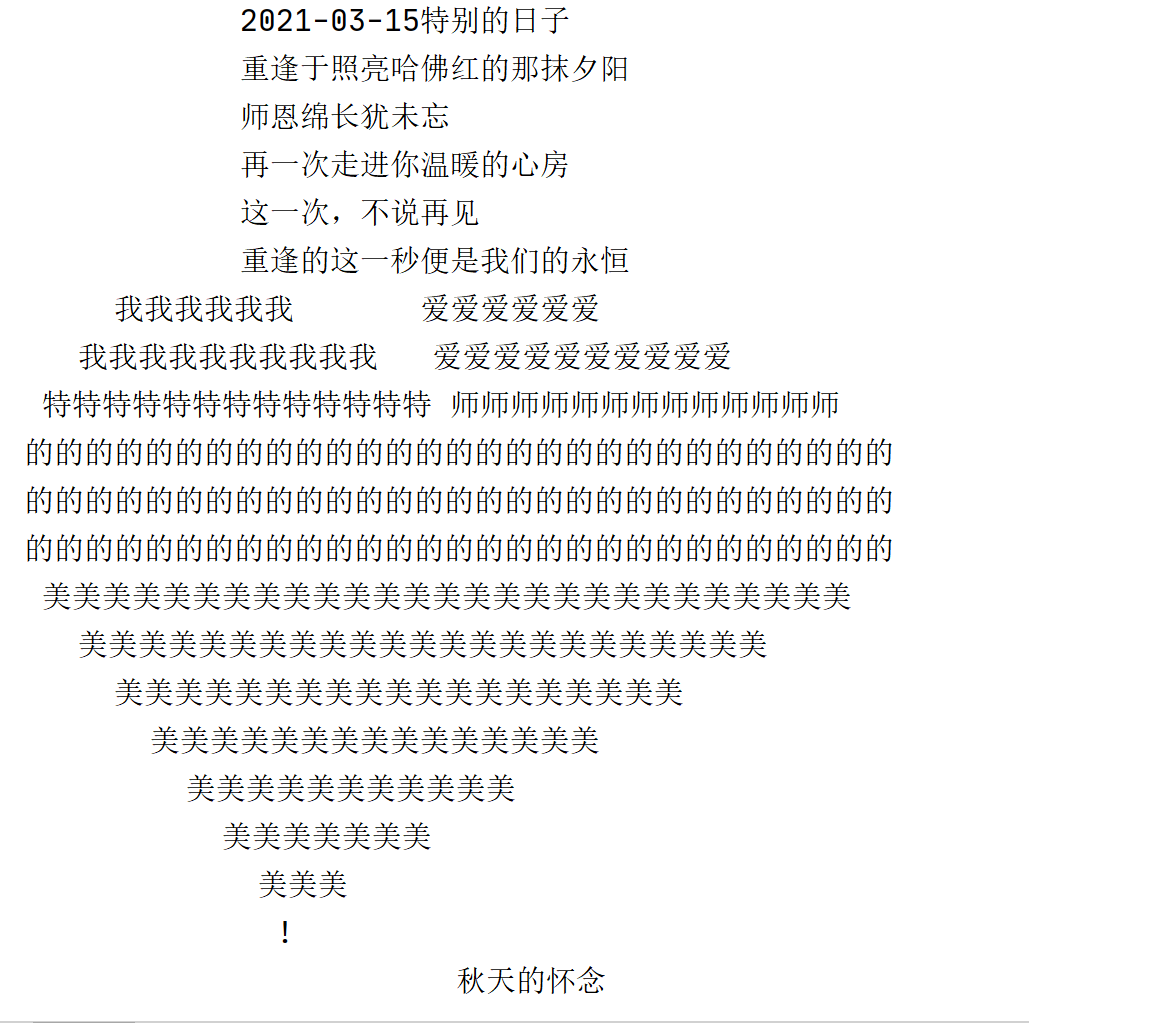 2021-03-15特别的日子
重逢于照亮哈佛红的那抹夕阳
师恩绵长犹未忘
再一次走进你温暖的心房
这一次，不说再见
重逢的这一秒便是我们的永恒
我我我我我我 爱爱爱爱爱爱
我我我我我我我我我我 爱爱爱爱爱爱爱爱爱爱
特特特特特特特特特特特特特 师师师师师师师师师师师师师
的的的的的的的的的的的的的的的的的的的的的的的的的的的的的
的的的的的的的的的的的的的的的的的的的的的的的的的的的的的
的的的的的的的的的的的的的的的的的的的的的的的的的的的的的
美美美美美美美美美美美美美美美美美美美美美美美美美美美
美美美美美美美美美美美美美美美美美美美美美美美
美美美美美美美美美美美美美美美美美美美
美美美美美美美美美美美美美美美
美美美美美美美美美美美
美美美美美美美
美美美
!
秋天的怀念